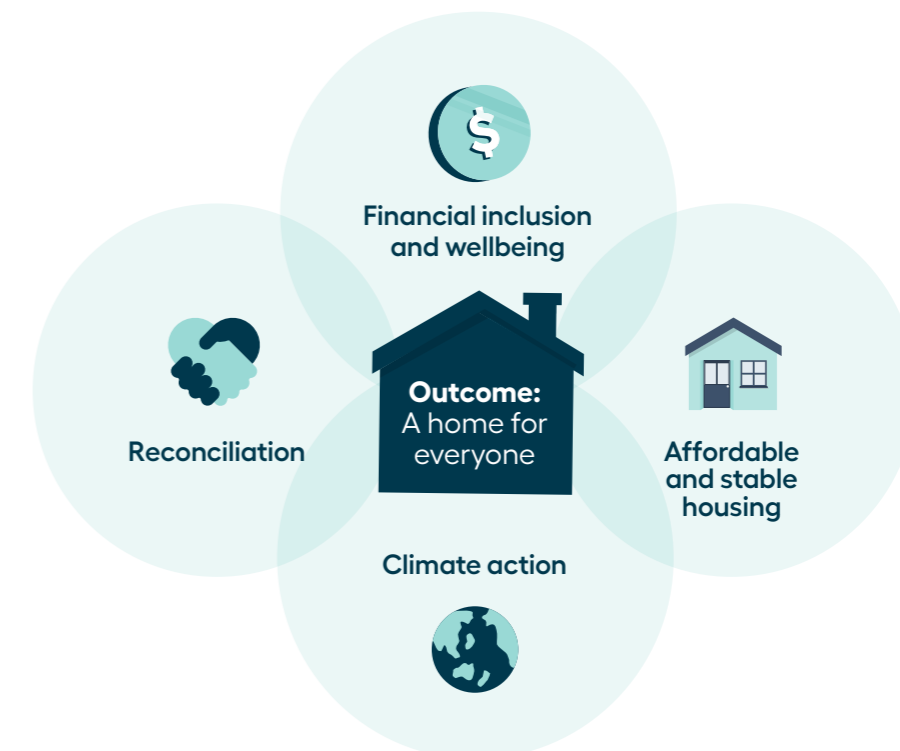 $
Financial inclusion
and wellbeing
Reconciliation
Outcome:
A home for
everyone
Affordable
and stable
housing
Climate action